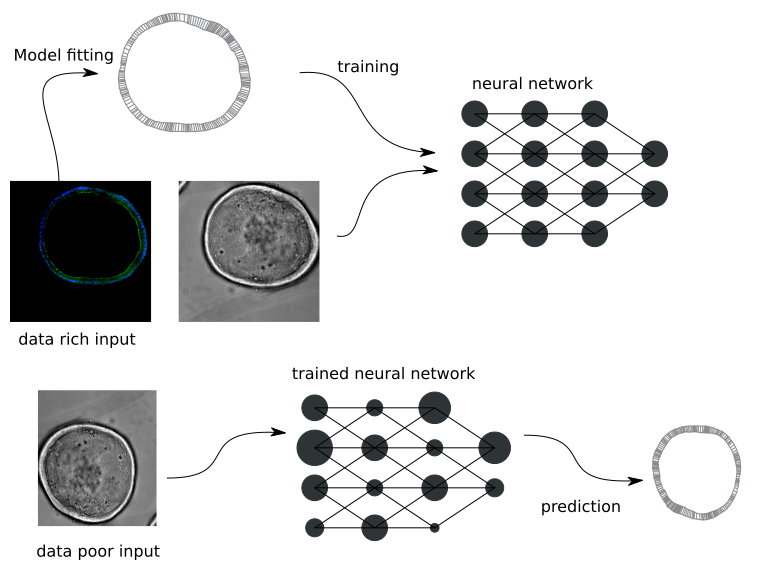 Model fitting
training
neural network
data rich input
trained neural network
prediction
data poor input